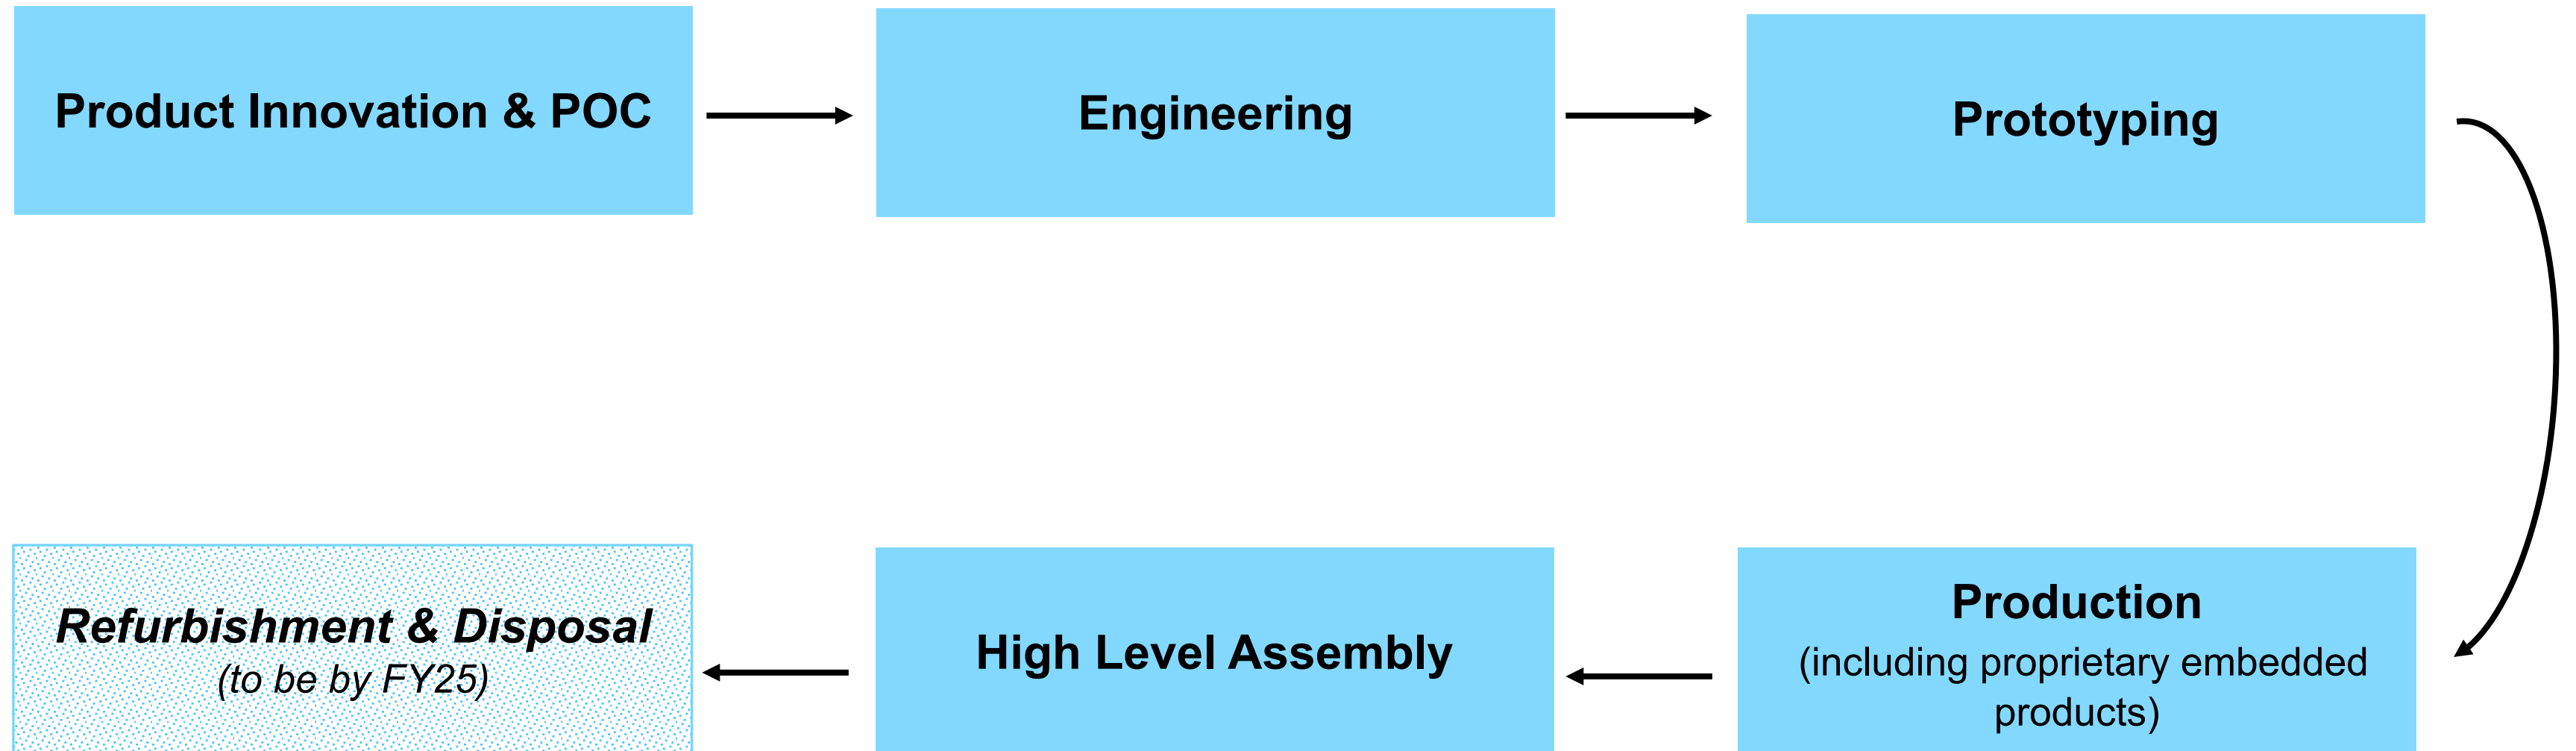 Product Innovation & POC
Engineering
Prototyping
Refurbishment & Disposal
(to be by FY25)
High Level Assembly
Production
(including proprietary embedded
products)